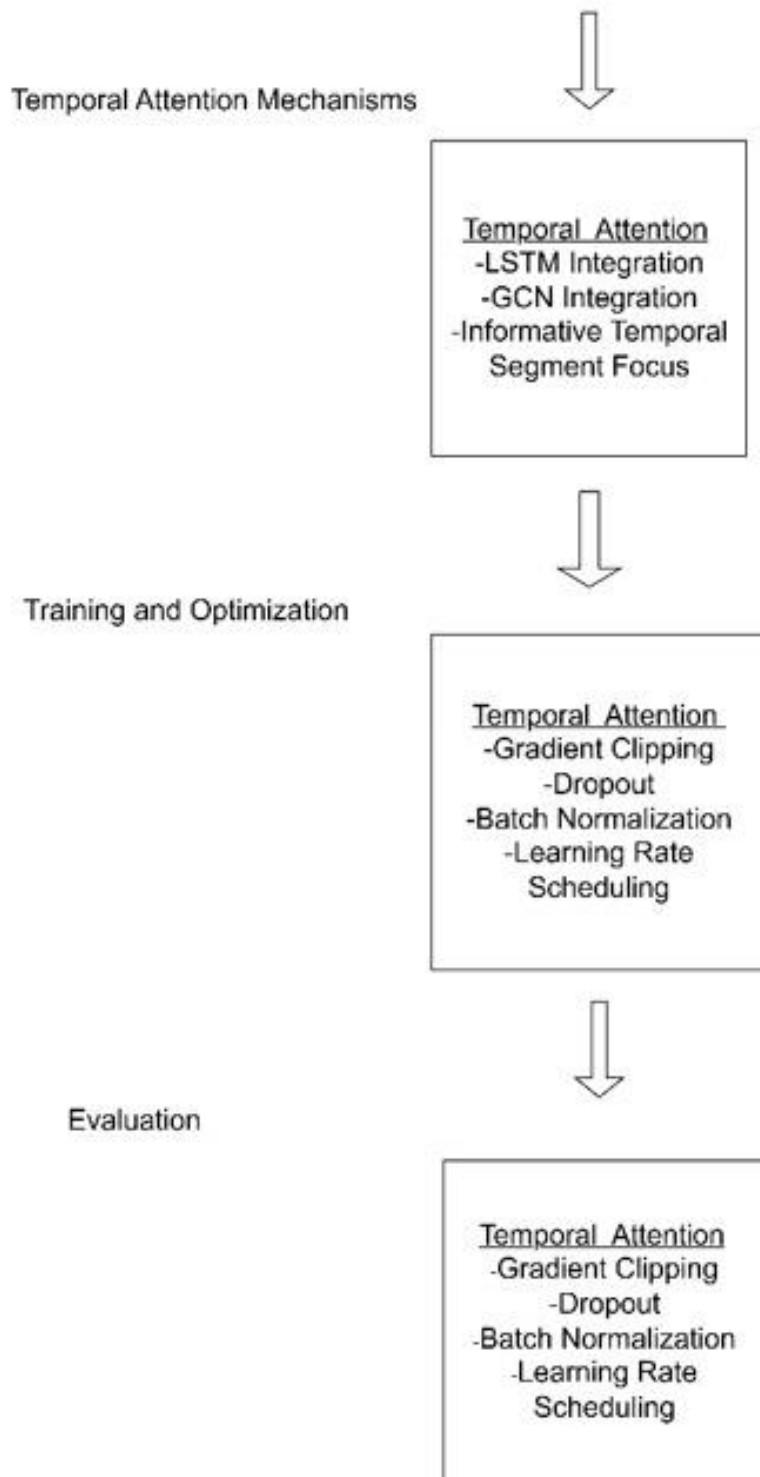 Temporal Attention Mechanisms
Temporal Attention
-LSTM Integration
-GCN Integration
-Informative Temporal
Segment Focus
Training and Optimization
Temporal Attention
-Gradient Clipping
-Dropout
-Batch Normalization
-Learning Rate
Scheduling
Evaluation
Temporal Attention
-Gradient Clipping
-Dropout
-Batch Normalization
-Learning Rate
Scheduling